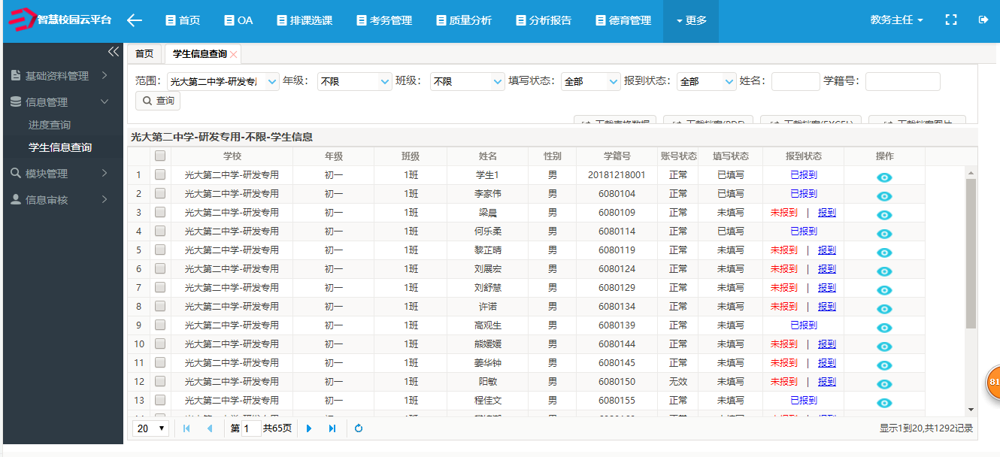 智慧校园云平台 首页 OA 排课选课 考务管理 质量分析 分析报告 德育管理 更多 教务主任
基础资料管理
信息管理
进度查询
学生信息查询
模块管理
信息审核
首页 学生信息查询
范围: 光大第二中学-研发专用 年级: 不限 班级: 不限 填写状态: 全部 报到状态: 全部 姓名: 学籍号:
查询
下载表格数据 下载档案(PDF) 下载档案(EXCEL) 下载档案图片
光大第二中学-研发专用-不限-学生信息
学校 年级 班级 姓名 性别 学籍号 账号状态 填写状态 报到状态 操作
1 光大第二中学-研发专用 初一 1班 学生1 男 20181218001 正常 已填写 已报到
2 光大第二中学-研发专用 初一 1班 李家伟 男 6080104 正常 已填写 已报到
3 光大第二中学-研发专用 初一 1班 梁晨 男 6080109 正常 未填写 未报到 | 报到
4 光大第二中学-研发专用 初一 1班 何乐柔 男 6080114 正常 已填写 已报到
5 光大第二中学-研发专用 初一 1班 黎芷晴 男 6080119 正常 未填写 未报到 | 报到
6 光大第二中学-研发专用 初一 1班 刘展宏 男 6080124 正常 未填写 未报到 | 报到
7 光大第二中学-研发专用 初一 1班 刘舒慧 男 6080129 正常 未填写 未报到 | 报到
8 光大第二中学-研发专用 初一 1班 许诺 男 6080134 正常 未填写 未报到 | 报到
9 光大第二中学-研发专用 初一 1班 高观生 男 6080139 正常 未填写 已报到
10 光大第二中学-研发专用 初一 1班 熊媛媛 男 6080144 正常 未填写 未报到 | 报到
11 光大第二中学-研发专用 初一 1班 姜华钟 男 6080145 正常 未填写 未报到 | 报到
12 光大第二中学-研发专用 初一 1班 阳敏 男 6080150 无效 未填写 未报到 | 报到
13 光大第二中学-研发专用 初一 1班 程佳文 男 6080155 正常 未填写 已报到
20 第 1 共65页 显示1到20,共1292记录
81